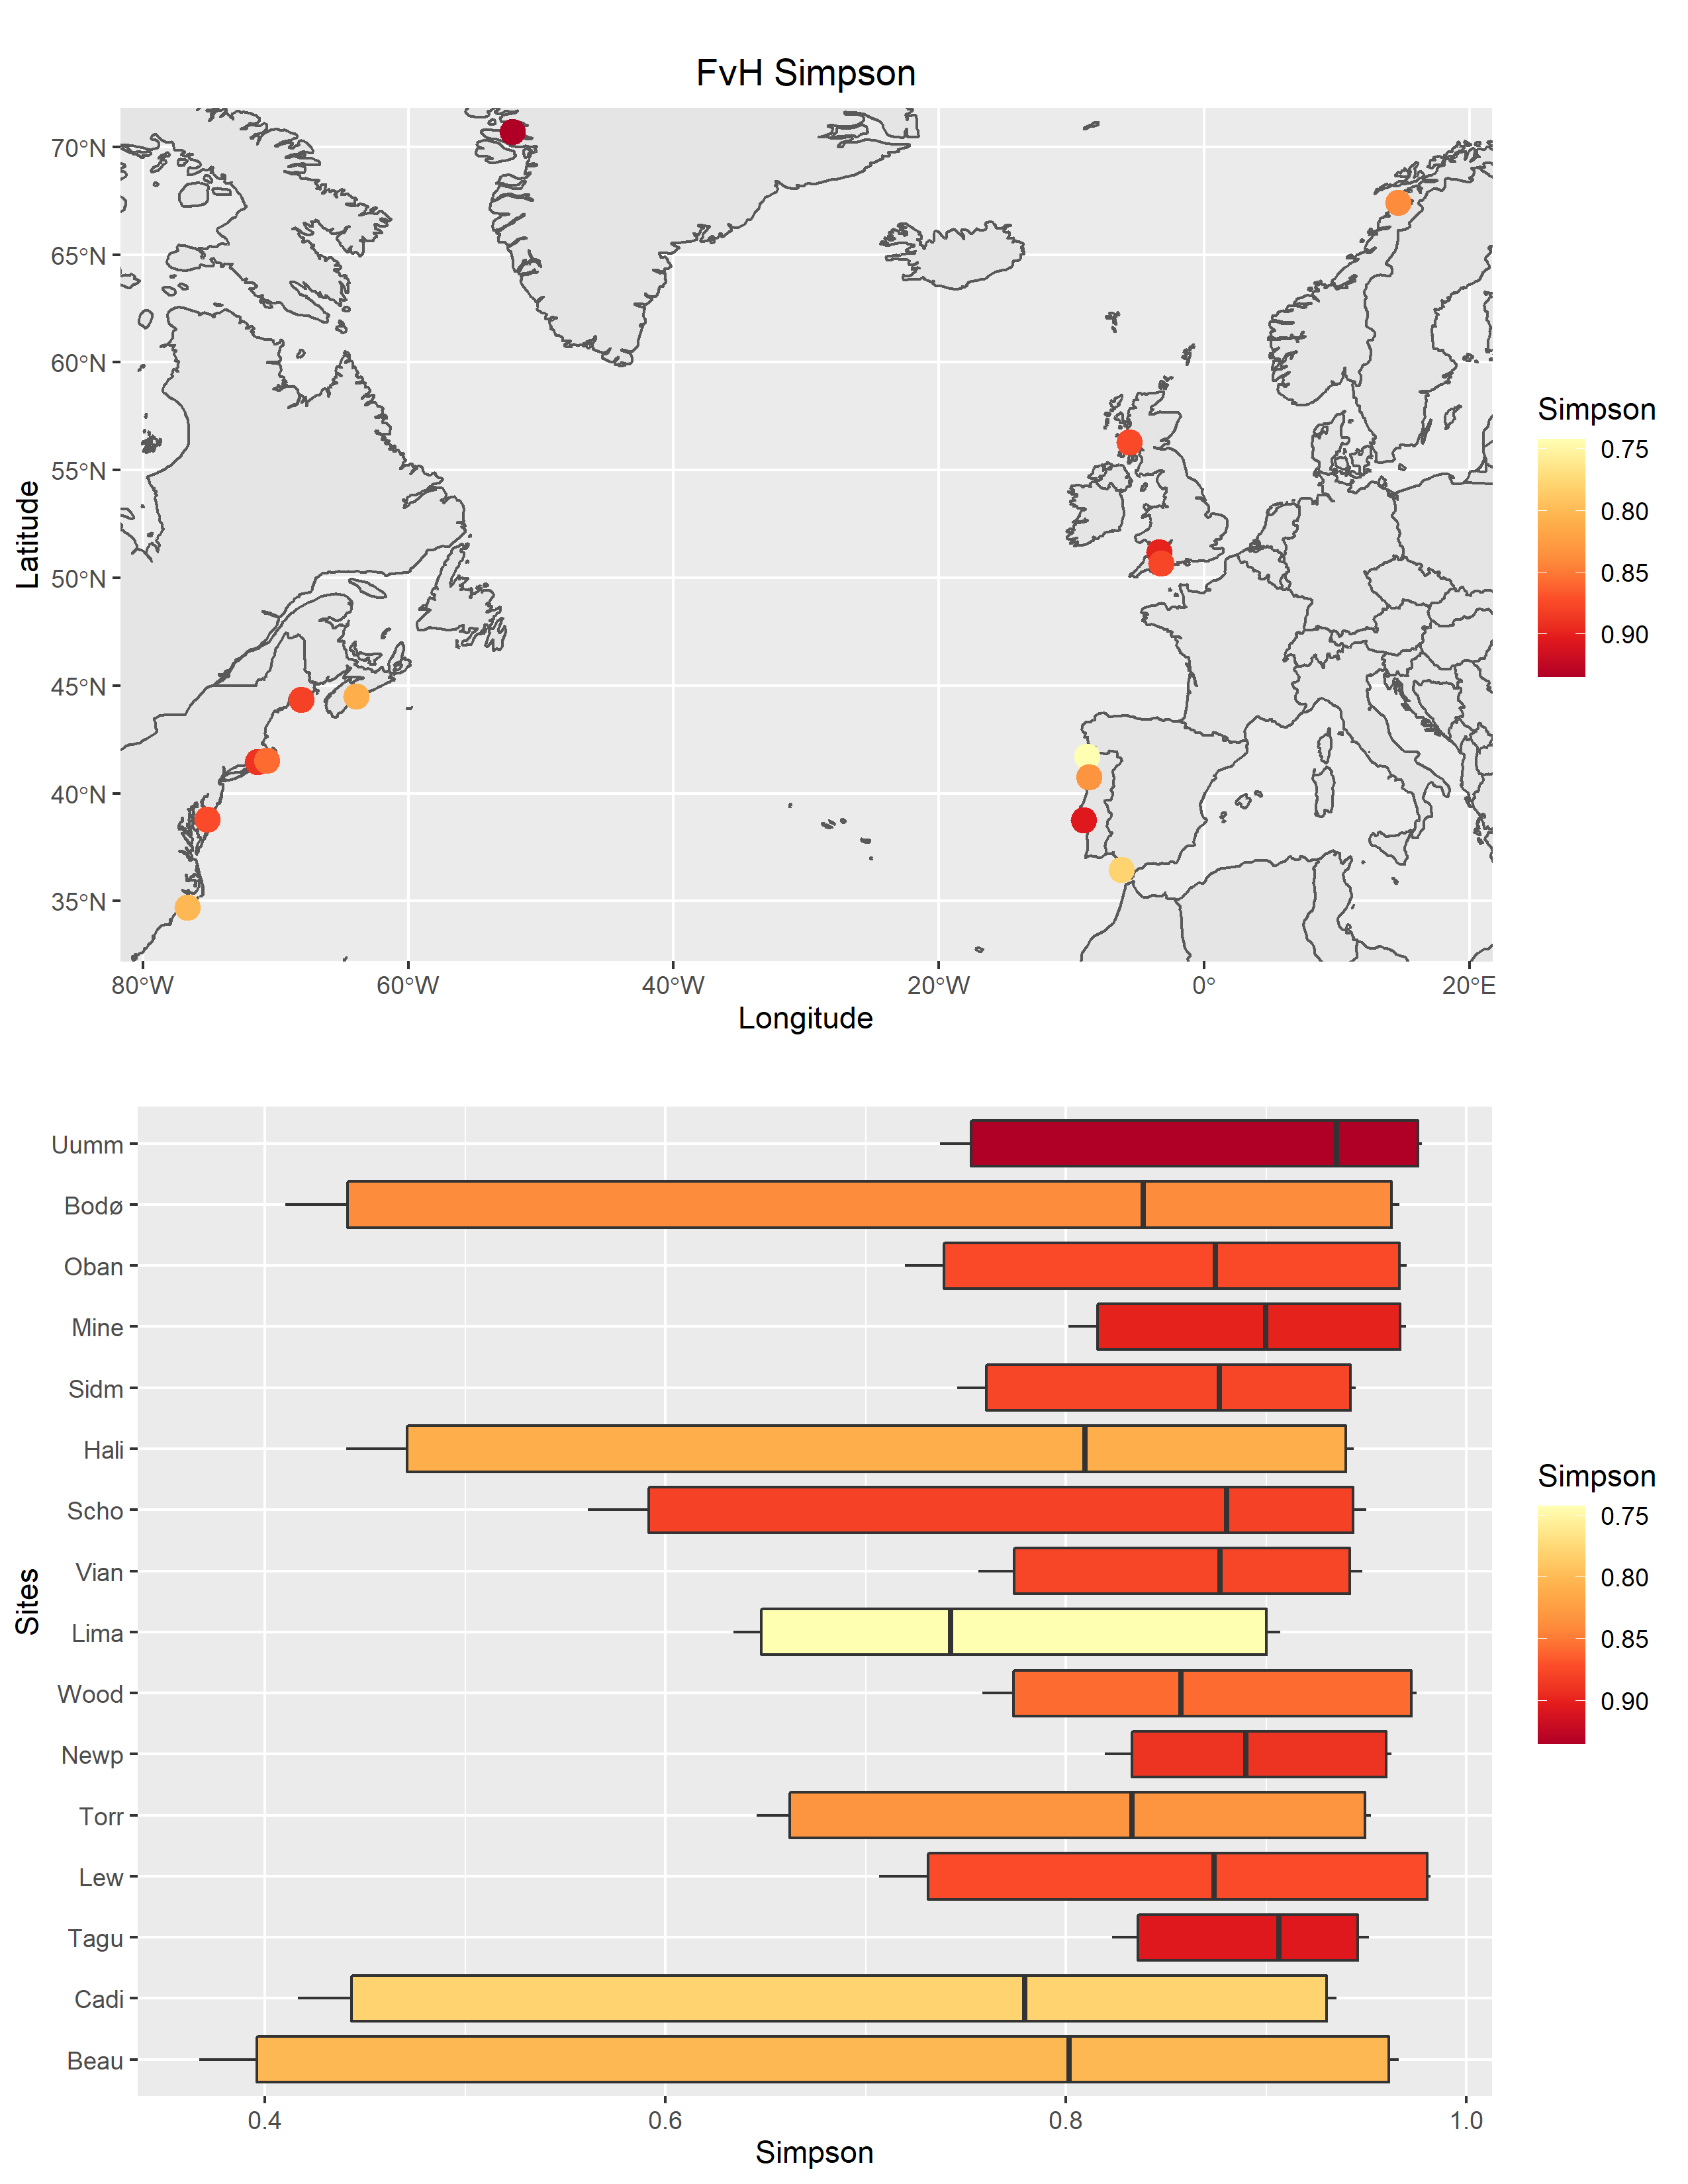 FvH Simpson
70°N
65°N
60°N
55°N
50°N
45°N
40°N
35°N
Latitude
80°W 60°W 40°W 20°W 0° 20°E
Longitude
Simpson
0.75
0.80
0.85
0.90
Uumm
Bodø
Oban
Mine
Sidm
Hali
Scho
Vian
Lima
Wood
Newp
Torr
Lew
Tagu
Cadi
Beau
Sites
0.4 0.6 0.8 1.0
Simpson
Simpson
0.75
0.80
0.85
0.90